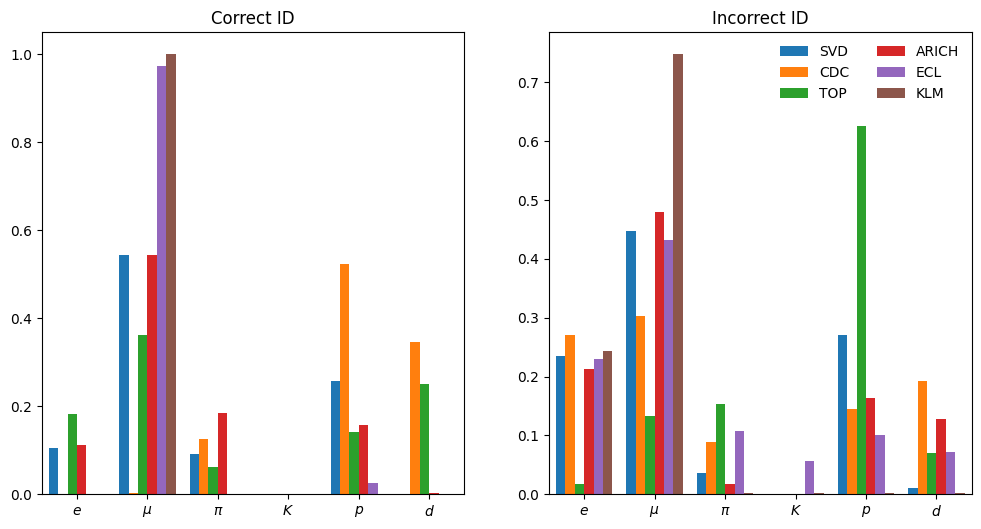 Correct ID
1.0
0.8
0.6
0.4
0.2
0.0
e μ π K p d
Incorrect ID
0.7
0.6
0.5
0.4
0.3
0.2
0.1
0.0
e μ π K p d
SVD
CDC
TOP
ARICH
ECL
KLM